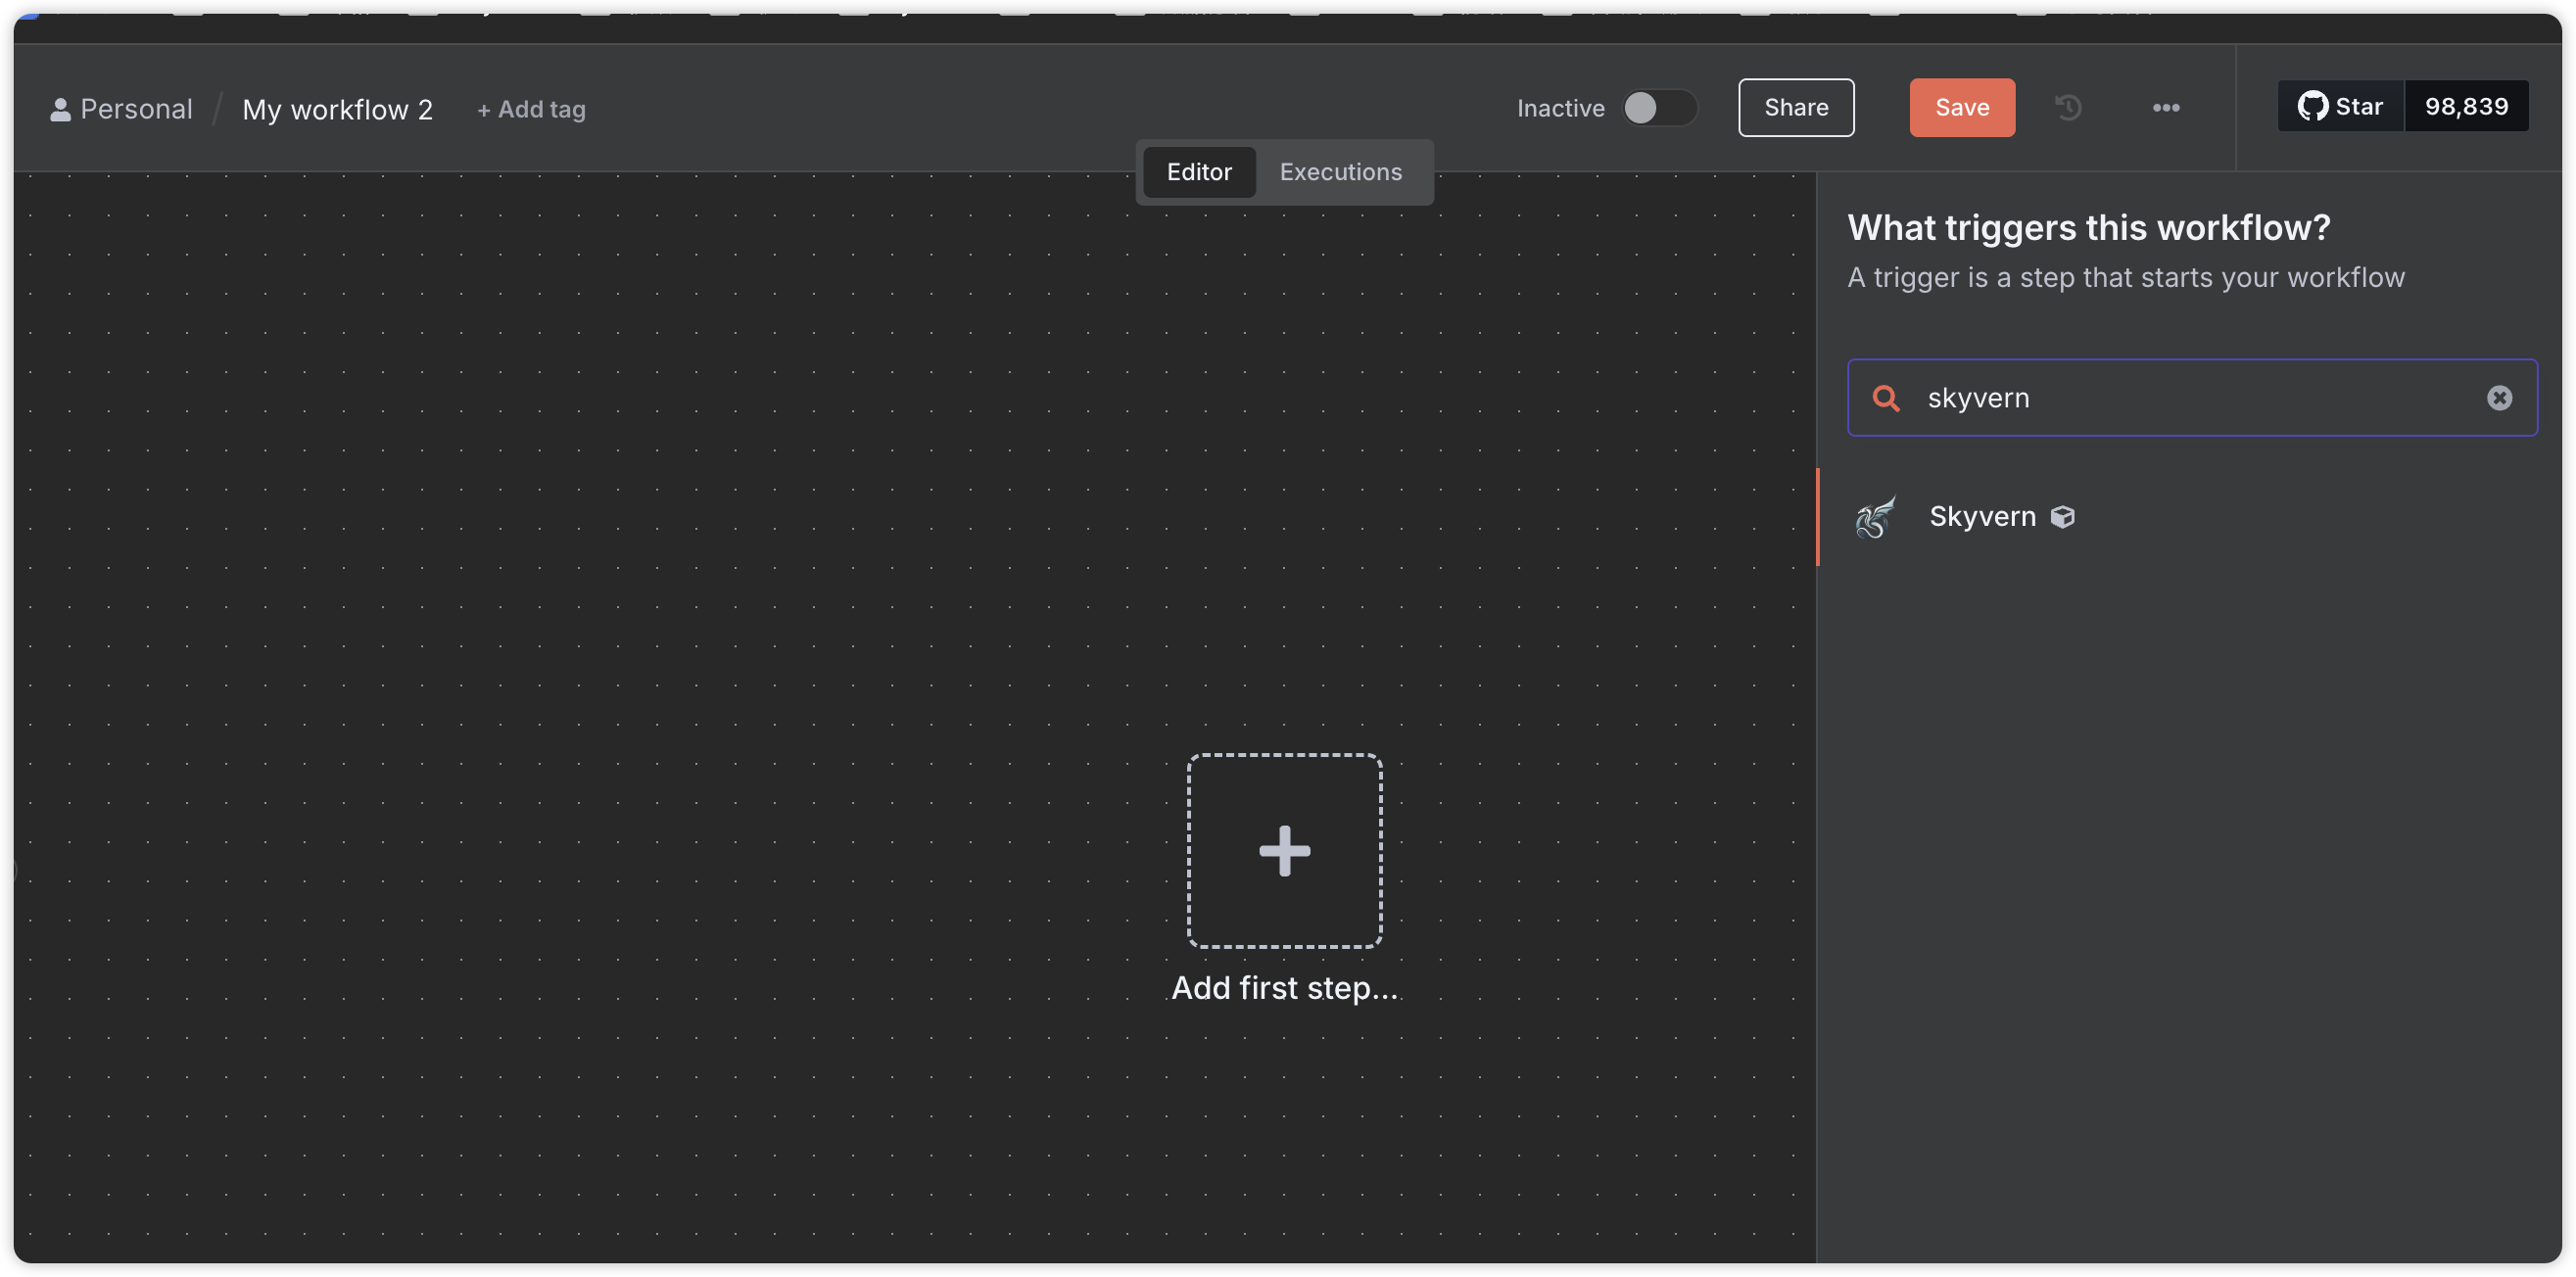 Personal / My workflow 2 + Add tag
Inactive
Share
Save
Star 98,839
Editor Executions
What triggers this workflow?
A trigger is a step that starts your workflow
skyvern
Skyvern
Add first step...